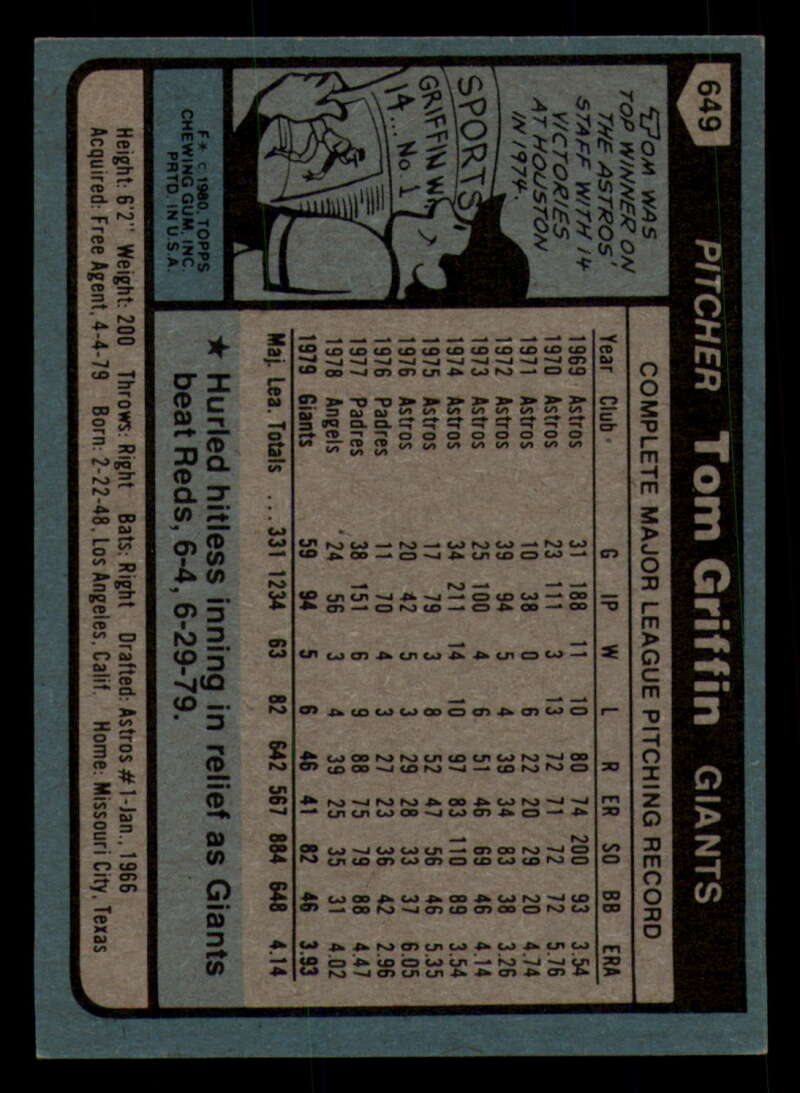 649 PITCHER Tom Griffin GIANTS
TOM WAS
TOP WINNER ON
THE ASTROS'
STAFF WITH 14
VICTORIES
AT HOUSTON
IN 1974.
SPORTS
GRIFFIN W
14... No 1
F * © 1980 TOPPS
CHEWING GUM, INC.
PRTD. IN U.S.A.
COMPLETE MAJOR LEAGUE PITCHING RECORD
Year Club G IP W L R ER SO BB ERA
1969 Astros 31 188 11 10 80 74 200 93 3.54
1970 Astros 23 111 3 13 72 71 72 72 5.76
1971 Astros 10 38 0 6 22 20 29 20 4.74
1972 Astros 39 94 5 4 39 34 83 38 3.26
1973 Astros 25 100 4 6 51 46 69 46 4.14
1974 Astros 34 211 14 10 97 83 110 89 3.54
1975 Astros 17 79 3 8 52 47 56 46 5.35
1976 Astros 20 42 5 3 29 28 33 37 6.05
1976 Padres 11 70 4 3 27 23 36 42 2.96
1977 Padres 38 151 6 9 88 75 79 88 4.47
1978 Angels 24 56 3 4 39 25 35 31 4.02
1979 Giants 59 94 5 6 46 41 82 46 3.93
Maj. Lea. Totals ... 331 1234 63 82 642 567 884 648 4.14
★ Hurled hitless inning in relief as Giants
beat Reds, 6-4, 6-29-79.
Height: 6'2" Weight: 200 Throws: Right Bats: Right Drafted: Astros #1-Jan., 1966
Acquired: Free Agent, 4-4-79 Born: 2-22-48, Los Angeles, Calif. Home: Missouri City, Texas